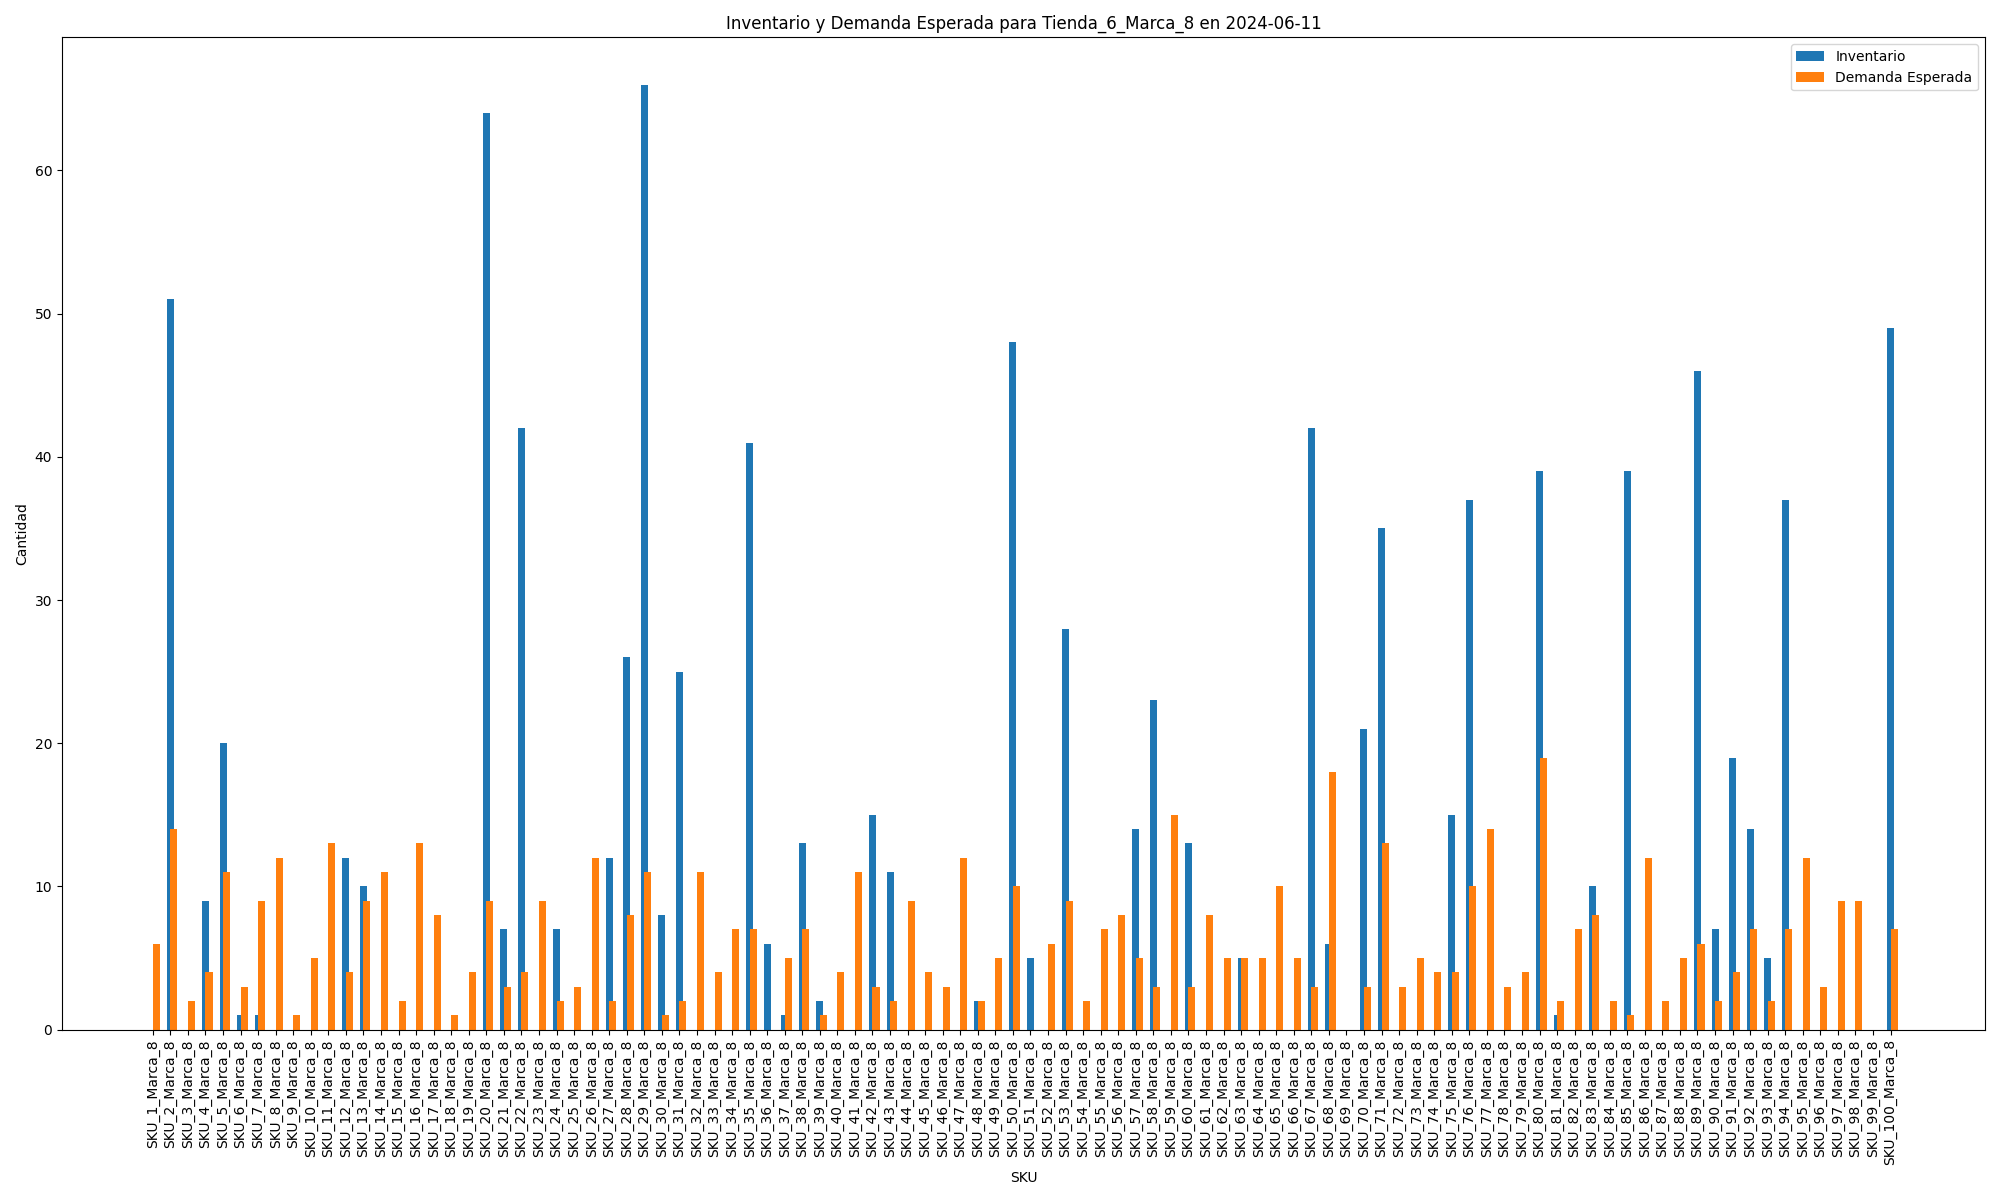 Inventario y Demanda Esperada para Tienda_6_Marca_8 en 2024-06-11
Inventario
Demanda Esperada
Cantidad
60
50
40
30
20
10
0
SKU_1_Marca_8
SKU_2_Marca_8
SKU_3_Marca_8
SKU_4_Marca_8
SKU_5_Marca_8
SKU_6_Marca_8
SKU_7_Marca_8
SKU_8_Marca_8
SKU_9_Marca_8
SKU_10_Marca_8
SKU_11_Marca_8
SKU_12_Marca_8
SKU_13_Marca_8
SKU_14_Marca_8
SKU_15_Marca_8
SKU_16_Marca_8
SKU_17_Marca_8
SKU_18_Marca_8
SKU_19_Marca_8
SKU_20_Marca_8
SKU_21_Marca_8
SKU_22_Marca_8
SKU_23_Marca_8
SKU_24_Marca_8
SKU_25_Marca_8
SKU_26_Marca_8
SKU_27_Marca_8
SKU_28_Marca_8
SKU_29_Marca_8
SKU_30_Marca_8
SKU_31_Marca_8
SKU_32_Marca_8
SKU_33_Marca_8
SKU_34_Marca_8
SKU_35_Marca_8
SKU_36_Marca_8
SKU_37_Marca_8
SKU_38_Marca_8
SKU_39_Marca_8
SKU_40_Marca_8
SKU_41_Marca_8
SKU_42_Marca_8
SKU_43_Marca_8
SKU_44_Marca_8
SKU_45_Marca_8
SKU_46_Marca_8
SKU_47_Marca_8
SKU_48_Marca_8
SKU_49_Marca_8
SKU_50_Marca_8
SKU_51_Marca_8
SKU_52_Marca_8
SKU_53_Marca_8
SKU_54_Marca_8
SKU_55_Marca_8
SKU_56_Marca_8
SKU_57_Marca_8
SKU_58_Marca_8
SKU_59_Marca_8
SKU_60_Marca_8
SKU_61_Marca_8
SKU_62_Marca_8
SKU_63_Marca_8
SKU_64_Marca_8
SKU_65_Marca_8
SKU_66_Marca_8
SKU_67_Marca_8
SKU_68_Marca_8
SKU_69_Marca_8
SKU_70_Marca_8
SKU_71_Marca_8
SKU_72_Marca_8
SKU_73_Marca_8
SKU_74_Marca_8
SKU_75_Marca_8
SKU_76_Marca_8
SKU_77_Marca_8
SKU_78_Marca_8
SKU_79_Marca_8
SKU_80_Marca_8
SKU_81_Marca_8
SKU_82_Marca_8
SKU_83_Marca_8
SKU_84_Marca_8
SKU_85_Marca_8
SKU_86_Marca_8
SKU_87_Marca_8
SKU_88_Marca_8
SKU_89_Marca_8
SKU_90_Marca_8
SKU_91_Marca_8
SKU_92_Marca_8
SKU_93_Marca_8
SKU_94_Marca_8
SKU_95_Marca_8
SKU_96_Marca_8
SKU_97_Marca_8
SKU_98_Marca_8
SKU_99_Marca_8
SKU_100_Marca_8
SKU